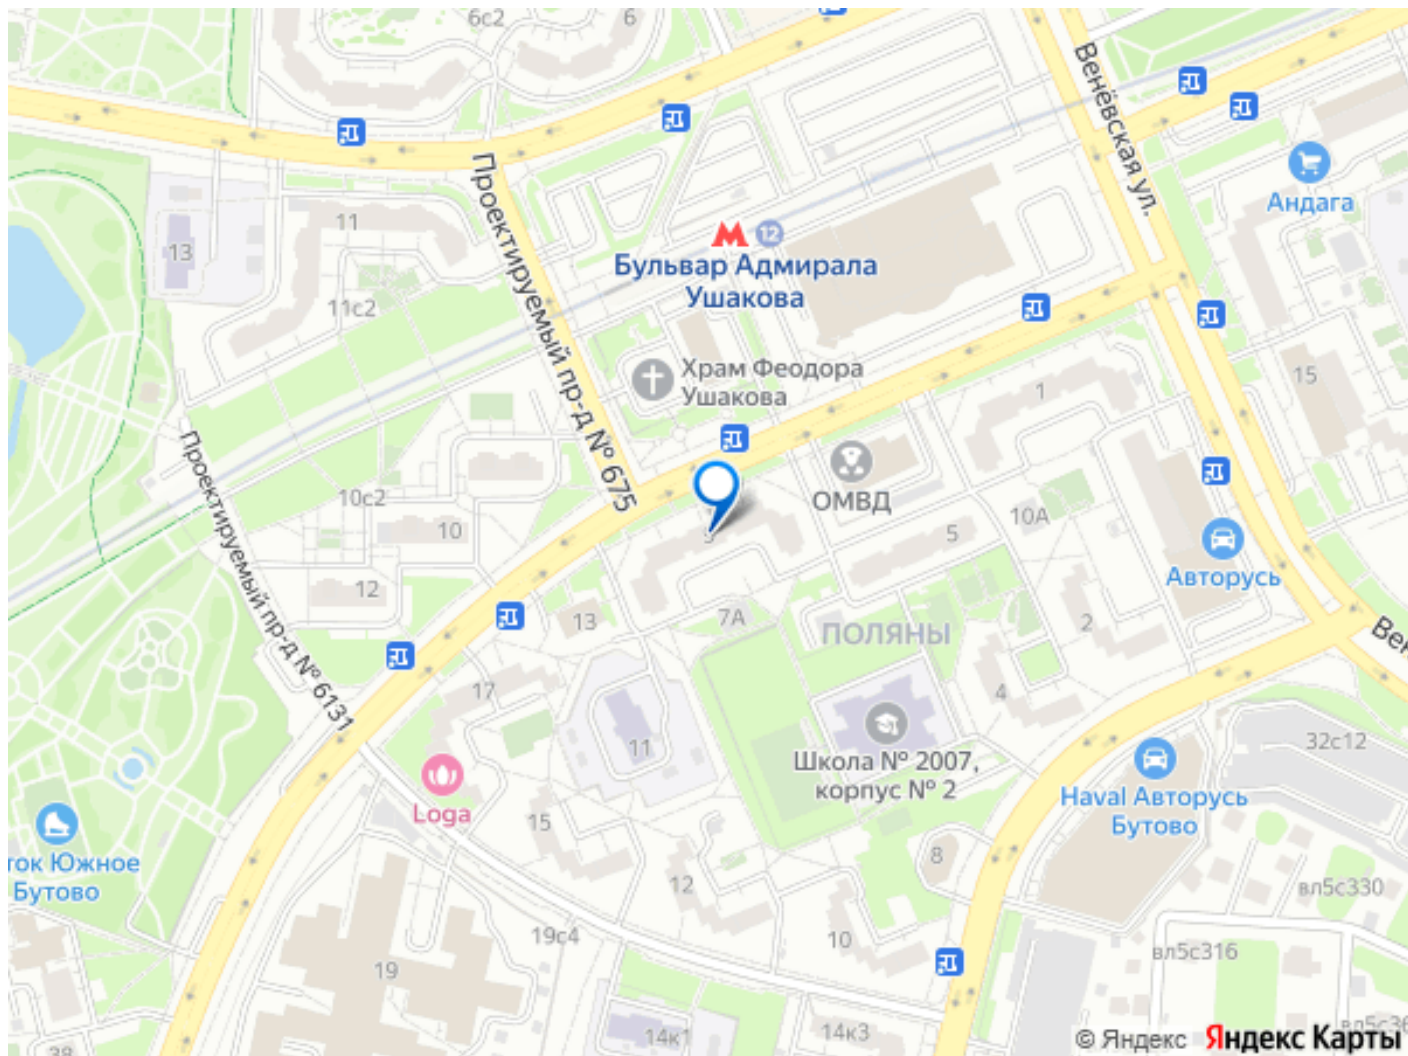 6с2
6
Венёвская ул.
Андага
Проектируемый пр-д № 675
11
13
12
Бульвар Адмирала
Ушакова
11с2
Храм Феодора
Ушакова
1
15
Проектируемый пр-д № 6131
10с2
10
ОМВД
10А
5
Авторусь
12
13
7А
ПОЛЯНЫ
2
17
4
11
Школа № 2007,
корпус № 2
32с12
Haval Авторусь
Бутово
Loga
15
ток Южное
Бутово
8
12
вл5с330
19с4
10
вл5с316
19
14к1
14к3
38
© Яндекс
Яндекс Карты